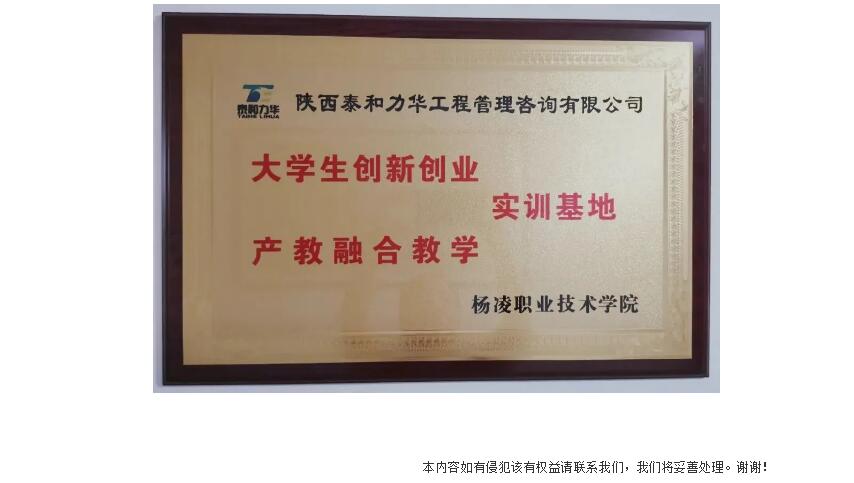 泰和力华
TAIHE LIHUA
陕西泰和力华工程管理咨询有限公司
大学生创新创业
实训基地
产教融合教学
杨凌职业技术学院
本内容如有侵犯该有权益请联系我们，我们将妥善处理。谢谢！